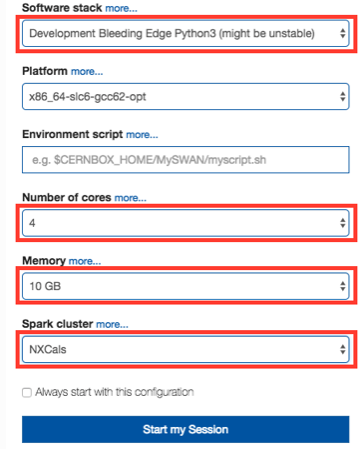 Software stack more...
Development Bleeding Edge Python3 (might be unstable)
Platform more...
x86_64-slc6-gcc62-opt
Environment script more...
e.g. $CERNBOX_HOME/MySWAN/myscript.sh
Number of cores more...
4
Memory more...
10 GB
Spark cluster more...
NXCals
Always start with this configuration
Start my Session